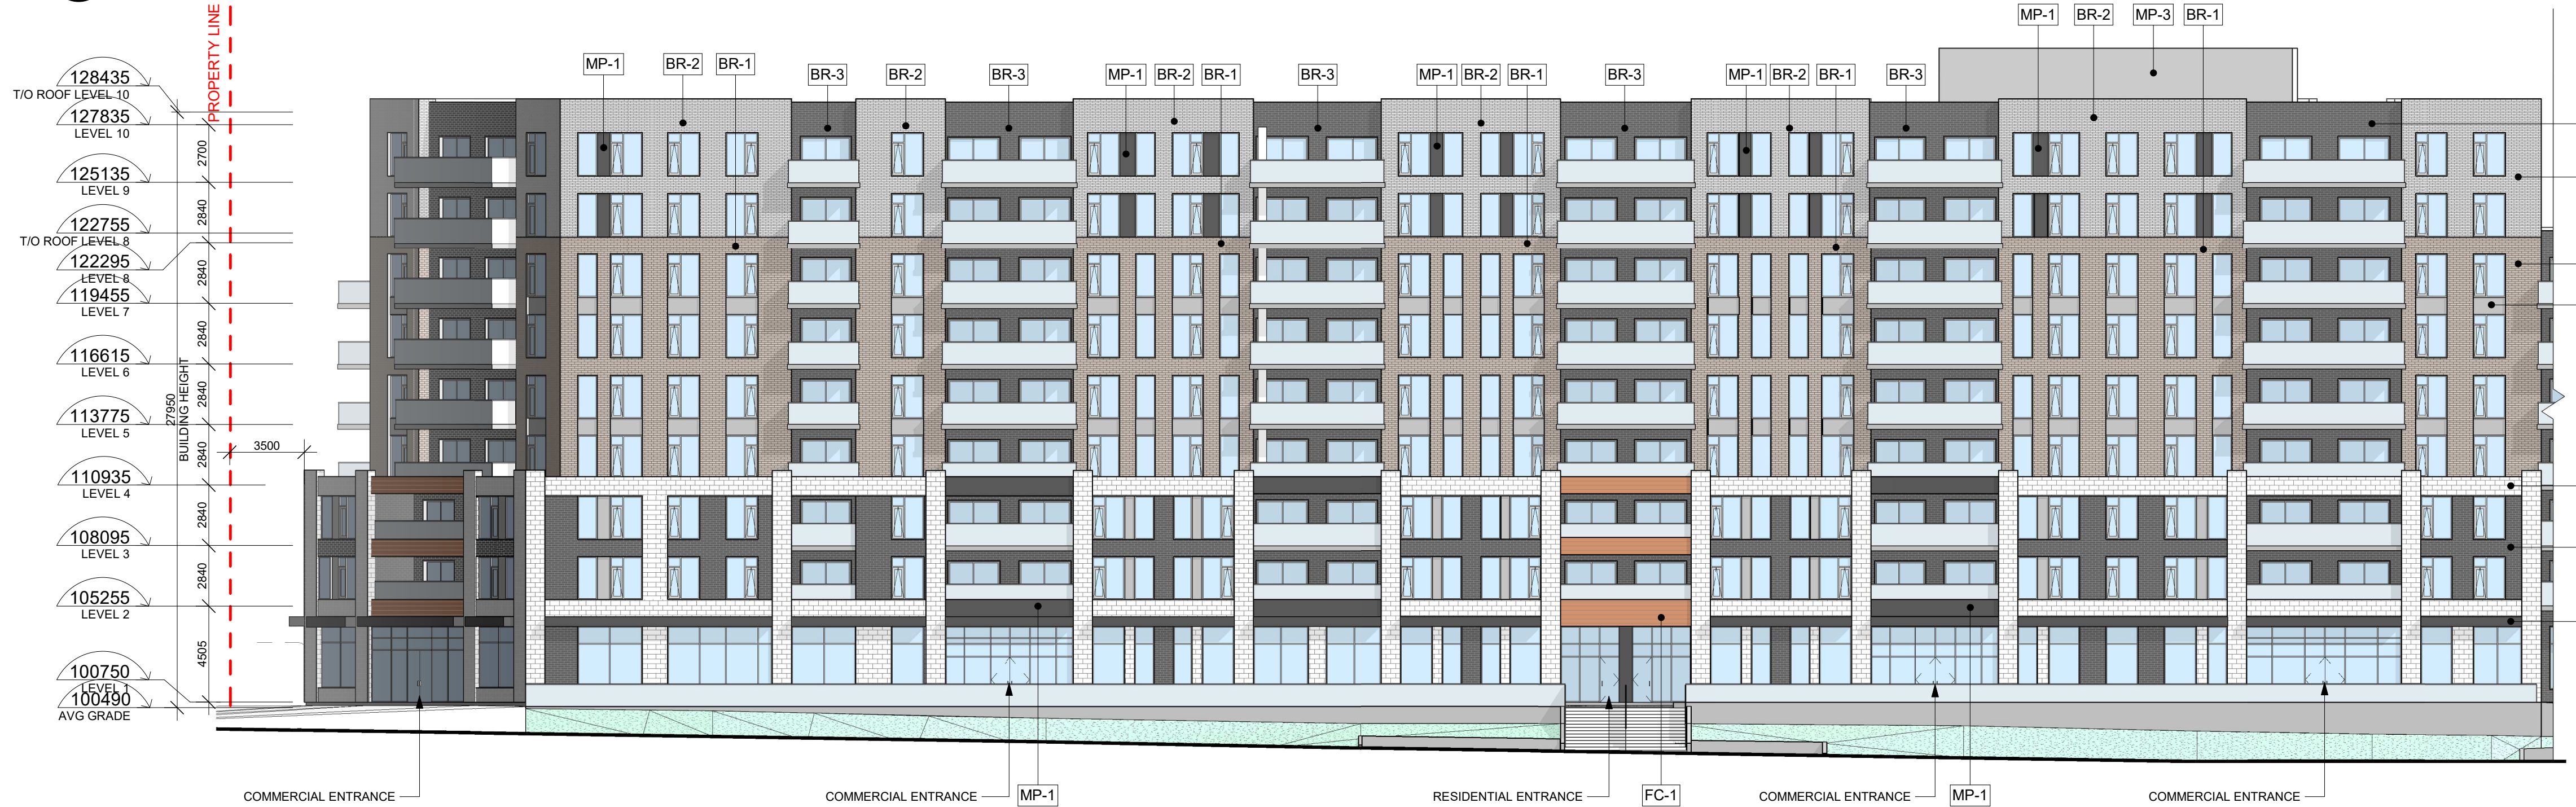 PROPERTY LINE
MP-1
BR-2
MP-3
BR-1
MP-1
BR-2
BR-1
BR-3
BR-2
BR-3
MP-1
BR-2
BR-1
BR-3
MP-1
BR-2
BR-1
BR-3
MP-1
BR-2
BR-1
BR-3
128435
T/O ROOF LEVEL 10
127835
LEVEL 10
2700
125135
LEVEL 9
2840
122755
T/O ROOF LEVEL 8
122295
LEVEL 8
2840
119455
LEVEL 7
2840
116615
LEVEL 6
27950
BUILDING HEIGHT
2840
113775
LEVEL 5
3500
2840
110935
LEVEL 4
2840
108095
LEVEL 3
2840
105255
LEVEL 2
4505
100750
LEVEL 1
100490
AVG GRADE
COMMERCIAL ENTRANCE
COMMERCIAL ENTRANCE
MP-1
RESIDENTIAL ENTRANCE
FC-1
COMMERCIAL ENTRANCE
MP-1
COMMERCIAL ENTRANCE